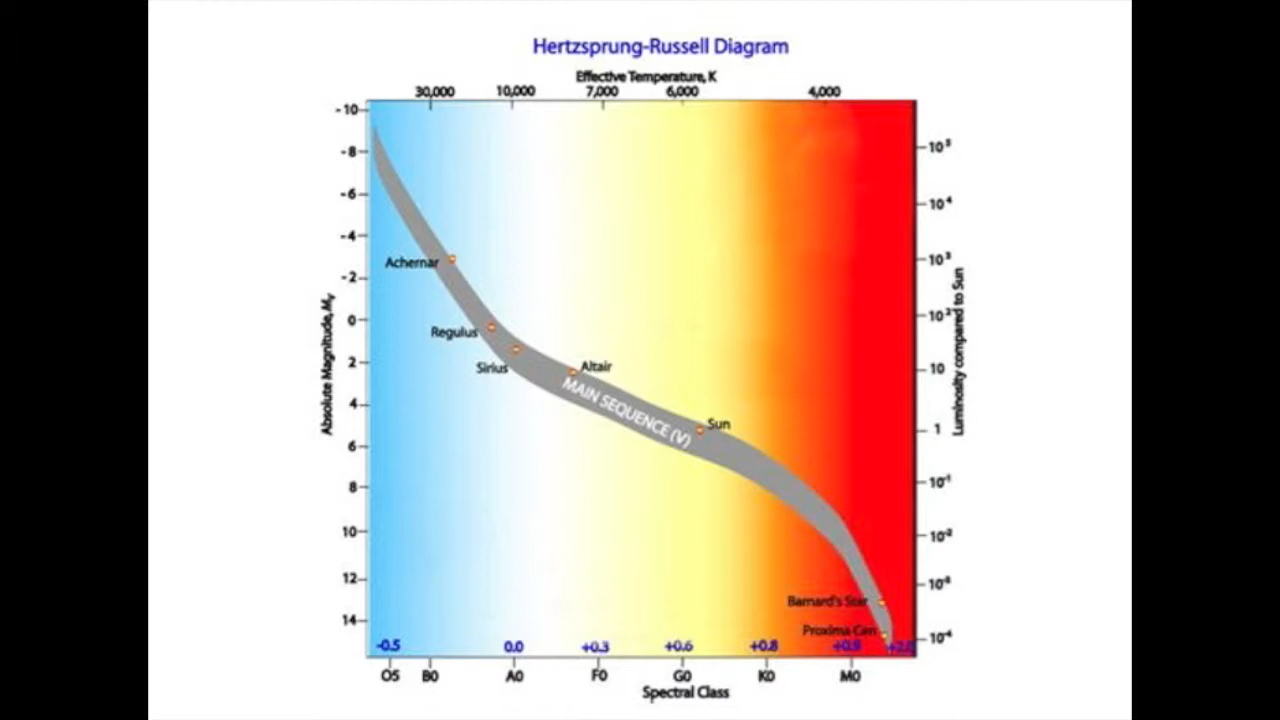 Hertzsprung-Russell Diagram
Effective Temperature, K
30,000 10,000 7,000 6,000 4,000
-10
-8
-6
-4
-2
0
2
4
6
8
10
12
14
Absolute Magnitude, Mv
10⁵
10⁴
10³
10²
10
1
10⁻¹
10⁻²
10⁻⁴
Luminosity compared to Sun
Achernar
Regulus
Sirius
Altair
MAIN SEQUENCE (V)
Sun
Barnard's Star
Proxima Cen
-0.5 0.0 +0.3 +0.6 +0.8 +0.9 +2.0
O5 B0 A0 F0 G0 K0 M0
Spectral Class